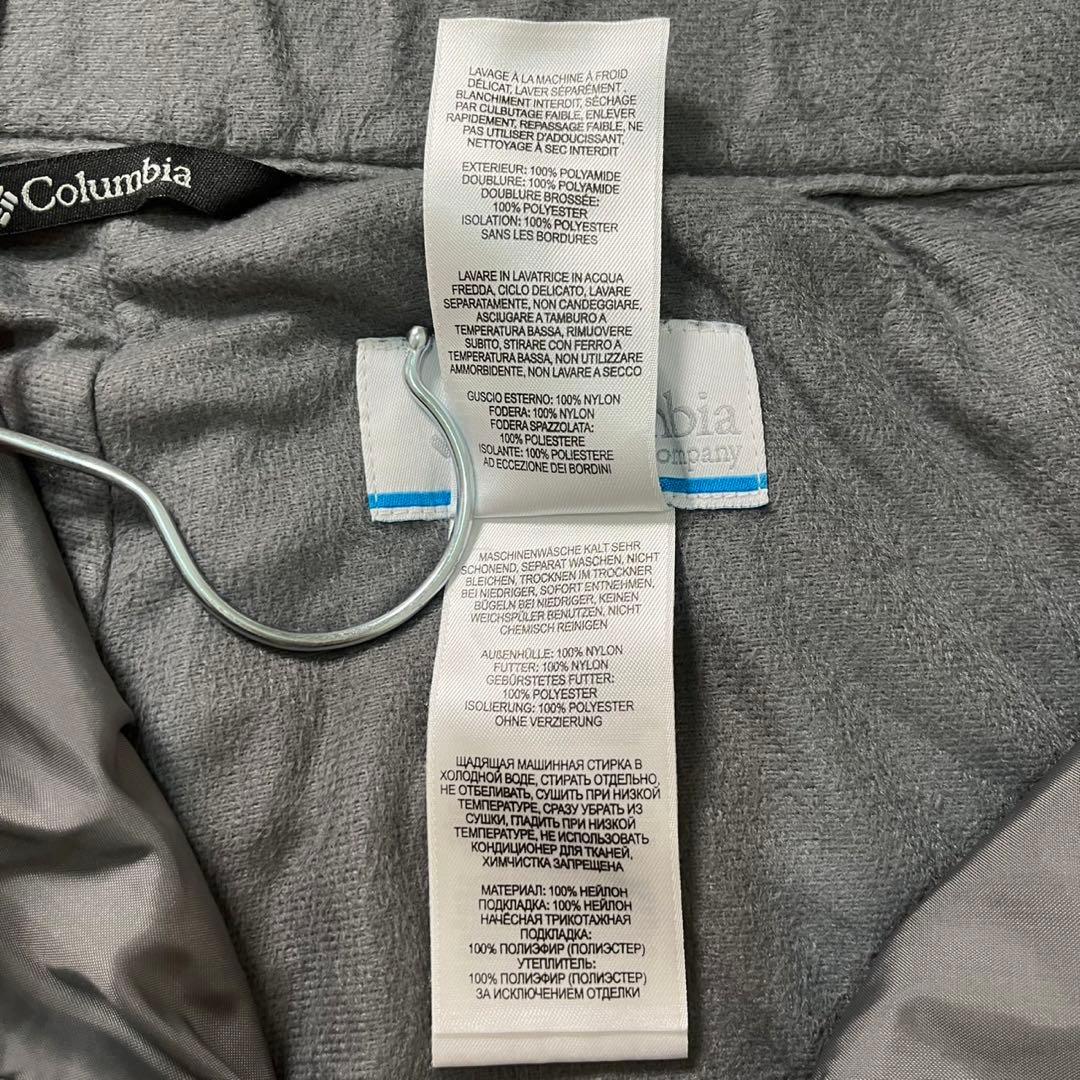 Columbia
LAVAGE À LA MACHINE À FROID
DÉLICAT, LAVER SÉPARÉMENT,
BLANCHIMENT INTERDIT, SÉCHAGE
PAR CULBUTAGE FAIBLE, ENLEVER
RAPIDEMENT, REPASSAGE FAIBLE, NE
PAS UTILISER D'ADOUCISSANT,
NETTOYAGE À SEC INTERDIT
EXTERIEUR: 100% POLYAMIDE
DOUBLURE: 100% POLYAMIDE
DOUBLURE BROSSÉE:
100% POLYESTER
ISOLATION: 100% POLYESTER
SANS LES BORDURES
LAVARE IN LAVATRICE IN ACQUA
FREDDA, CICLO DELICATO, LAVARE
SEPARATAMENTE, NON CANDEGGIARE,
ASCIUGARE A TAMBURO A
TEMPERATURA BASSA, RIMUOVERE
SUBITO, STIRARE CON FERRO A
TEMPERATURA BASSA, NON UTILIZZARE
AMMORBIDENTE, NON LAVARE A SECCO
GUSCIO ESTERNO: 100% NYLON
FODERA: 100% NYLON
FODERA SPAZZOLATA:
100% POLIESTERE
ISOLANTE: 100% POLIESTERE
AD ECCEZIONE DEI BORDINI
mbia
ompany
MASCHINENWÄSCHE KALT SEHR
SCHONEND, SEPARAT WASCHEN, NICHT
BLEICHEN, TROCKNEN IM TROCKNER
BEI NIEDRIGER, SOFORT ENTNEHMEN,
BÜGELN BEI NIEDRIGER, KEINEN
WEICHSPÜLER BENUTZEN, NICHT
CHEMISCH REINIGEN
AUßENHÜLLE: 100% NYLON
FUTTER: 100% NYLON
GEBÜRSTETES FUTTER:
100% POLYESTER
ISOLIERUNG: 100% POLYESTER
OHNE VERZIERUNG
ЩАДЯЩАЯ МАШИННАЯ СТИРКА В
ХОЛОДНОЙ ВОДЕ, СТИРАТЬ ОТДЕЛЬНО,
НЕ ОТБЕЛИВАТЬ, СУШИТЬ ПРИ НИЗКОЙ
ТЕМПЕРАТУРЕ, СРАЗУ УБРАТЬ ИЗ
СУШКИ, ГЛАДИТЬ ПРИ НИЗКОЙ
ТЕМПЕРАТУРЕ, НЕ ИСПОЛЬЗОВАТЬ
КОНДИЦИОНЕР ДЛЯ ТКАНЕЙ,
ХИМЧИСТКА ЗАПРЕЩЕНА
МАТЕРИАЛ: 100% НЕЙЛОН
ПОДКЛАДКА: 100% НЕЙЛОН
НАЧЁСНАЯ ТРИКОТАЖНАЯ
ПОДКЛАДКА:
100% ПОЛИЭФИР (ПОЛИЭСТЕР)
УТЕПЛИТЕЛЬ:
100% ПОЛИЭФИР (ПОЛИЭСТЕР)
ЗА ИСКЛЮЧЕНИЕМ ОТДЕЛКИ